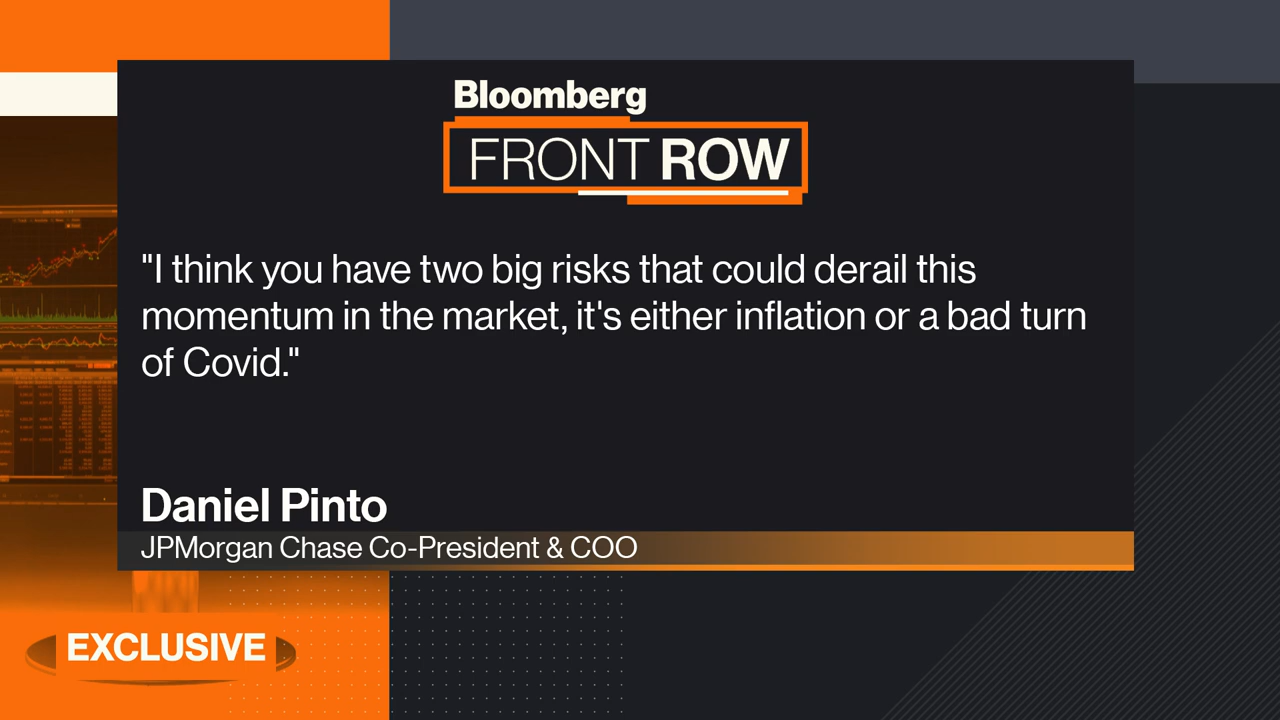 Bloomberg
FRONT ROW
"I think you have two big risks that could derail this
momentum in the market, it's either inflation or a bad turn
of Covid."
Daniel Pinto
JPMorgan Chase Co-President & COO
EXCLUSIVE